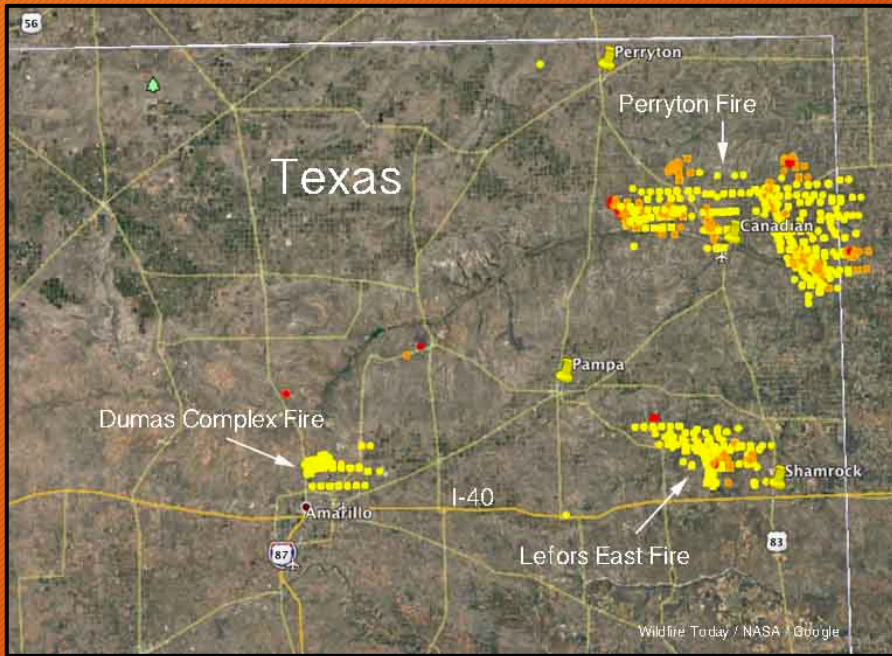 56
Perryton
Perryton Fire
Texas
Canadian
Pampa
Dumas Complex Fire
Shamrock
I-40
Amarillo
87
83
Lefors East Fire
Wildfire Today / NASA / Google